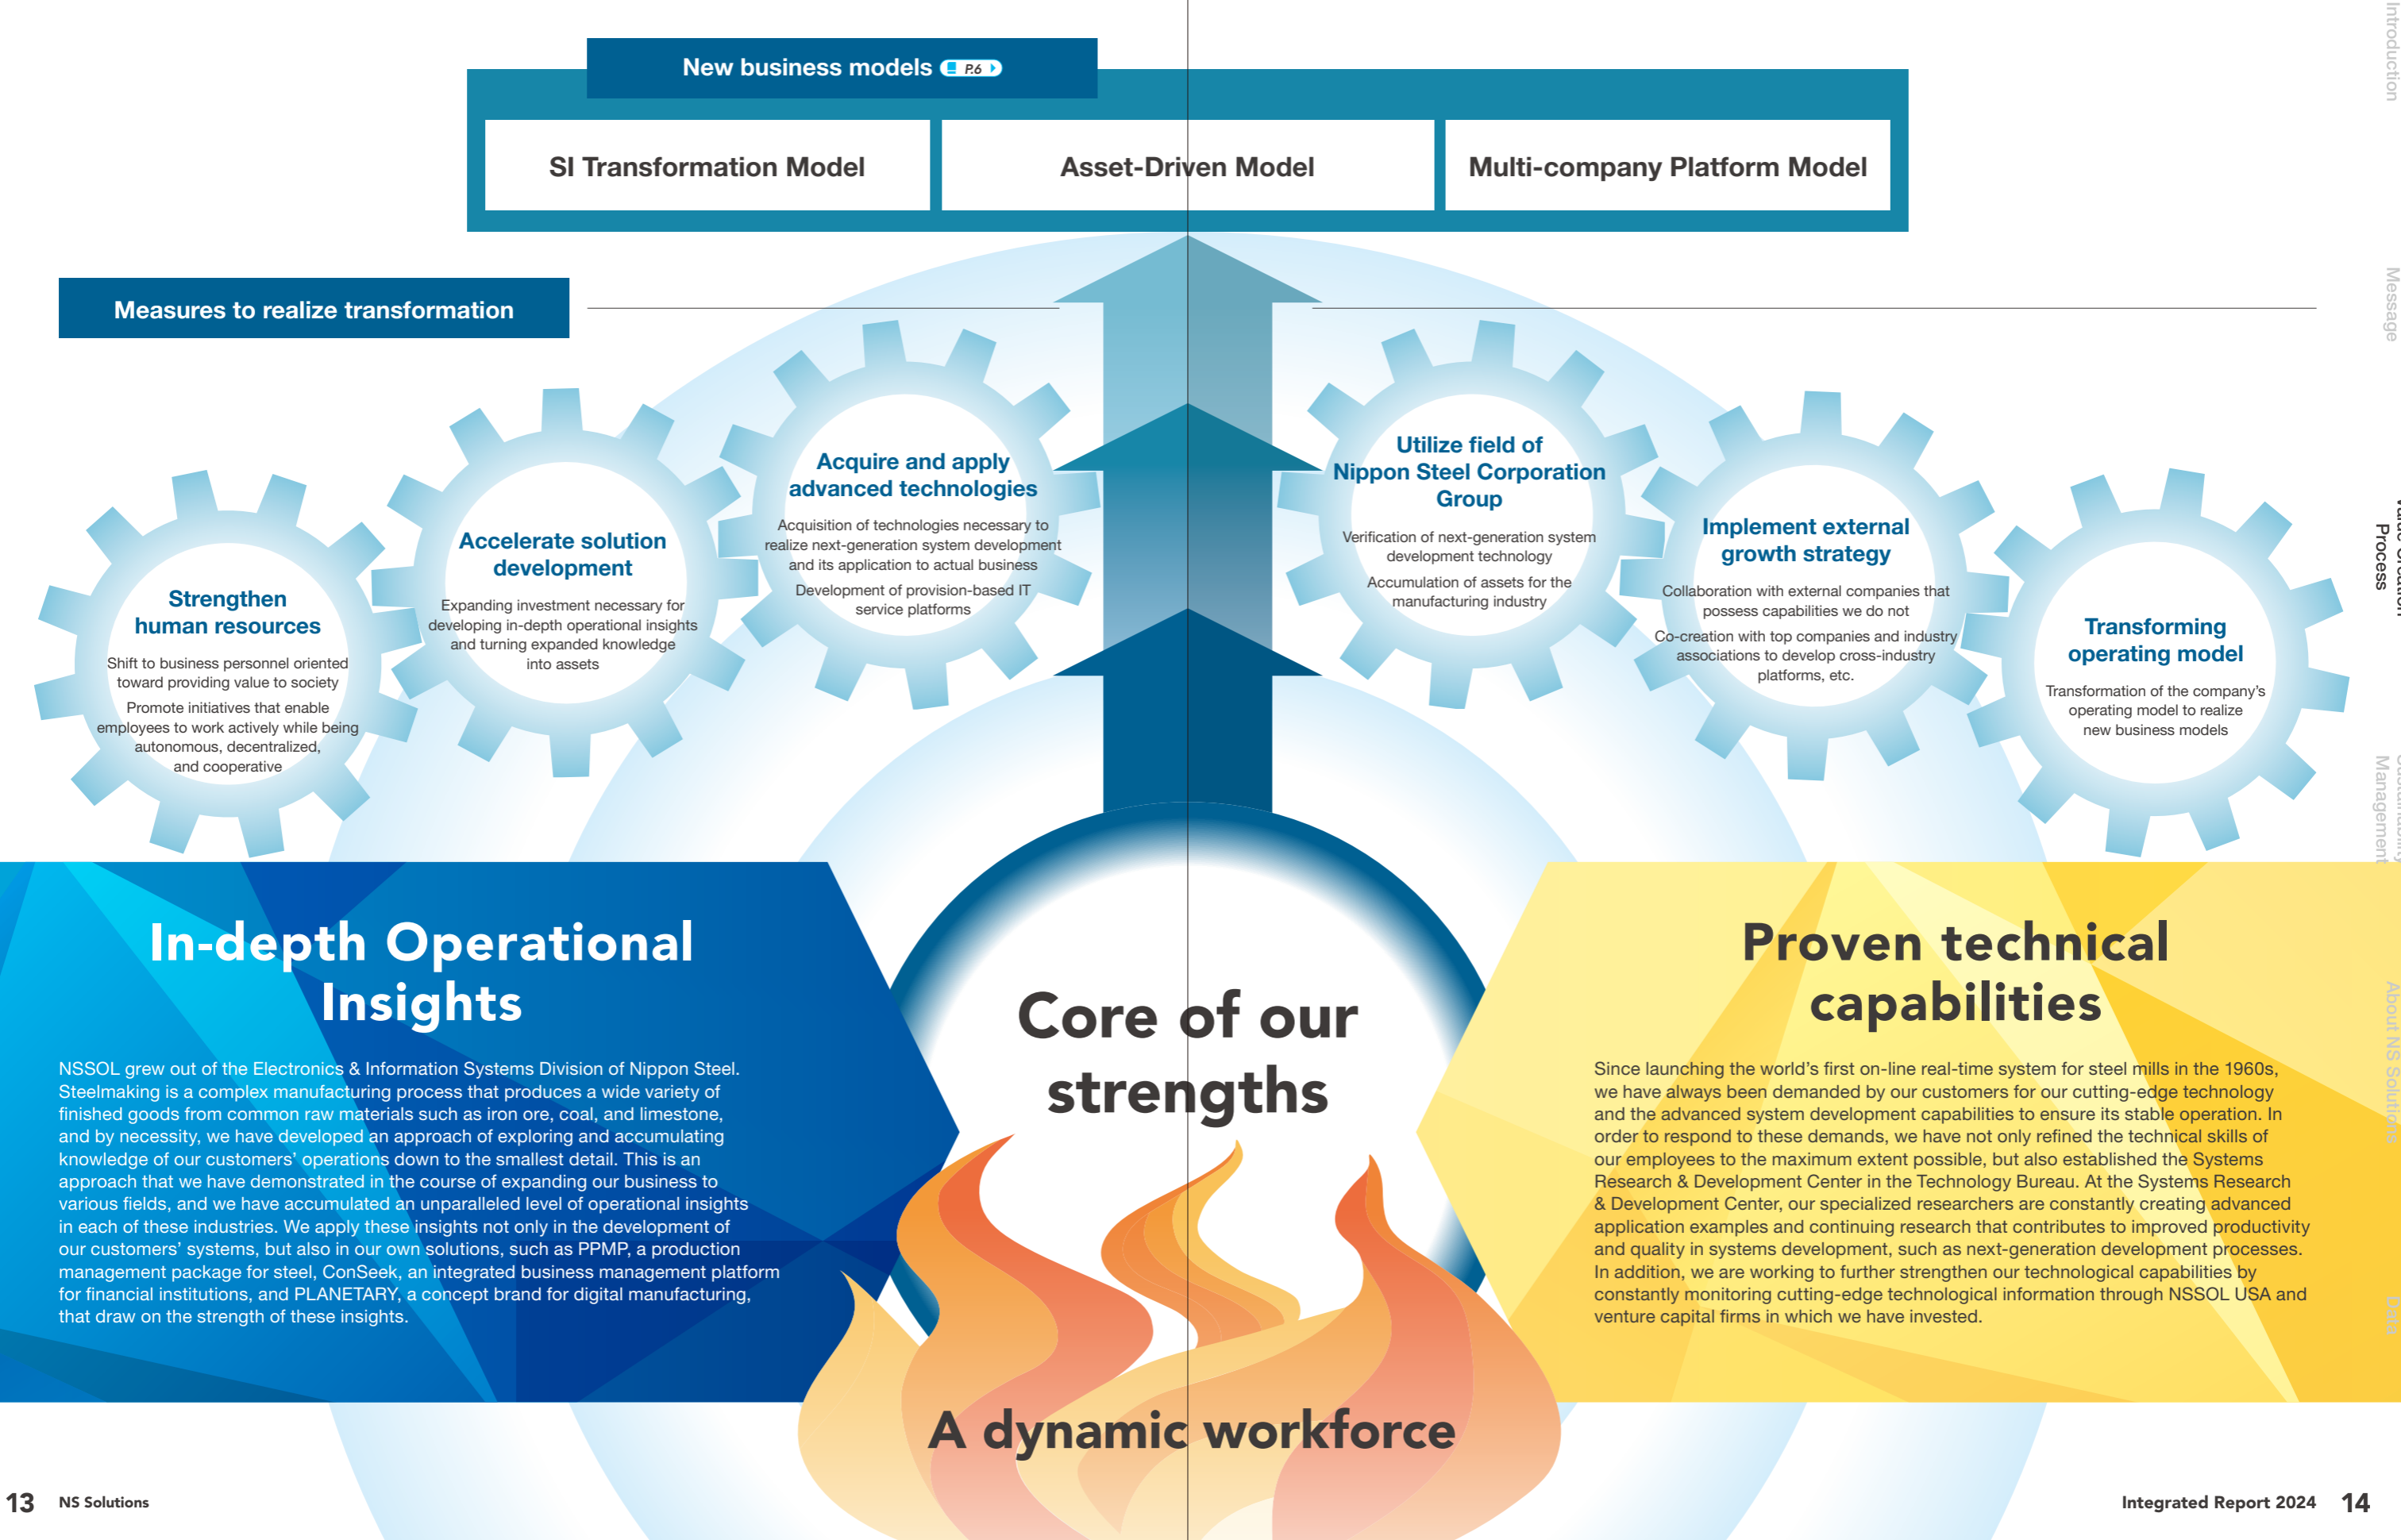 New business models P.6
SI Transformation Model
Asset-Driven Model
Multi-company Platform Model
Measures to realize transformation
Strengthen
human resources
Shift to business personnel oriented
toward providing value to society
Promote initiatives that enable
employees to work actively while being
autonomous, decentralized,
and cooperative
Accelerate solution
development
Expanding investment necessary for
developing in-depth operational insights
and turning expanded knowledge
into assets
Acquire and apply
advanced technologies
Acquisition of technologies necessary to
realize next-generation system development
and its application to actual business
Development of provision-based IT
service platforms
Utilize field of
Nippon Steel Corporation
Group
Verification of next-generation system
development technology
Accumulation of assets for the
manufacturing industry
Implement external
growth strategy
Collaboration with external companies that
possess capabilities we do not
Co-creation with top companies and industry
associations to develop cross-industry
platforms, etc.
Transforming
operating model
Transformation of the company's
operating model to realize
new business models
In-depth Operational
Insights
NSSOL grew out of the Electronics & Information Systems Division of Nippon Steel.
Steelmaking is a complex manufacturing process that produces a wide variety of
finished goods from common raw materials such as iron ore, coal, and limestone,
and by necessity, we have developed an approach of exploring and accumulating
knowledge of our customers' operations down to the smallest detail. This is an
approach that we have demonstrated in the course of expanding our business to
various fields, and we have accumulated an unparalleled level of operational insights
in each of these industries. We apply these insights not only in the development of
our customers' systems, but also in our own solutions, such as PPMP, a production
management package for steel, ConSeek, an integrated business management platform
for financial institutions, and PLANETARY, a concept brand for digital manufacturing,
that draw on the strength of these insights.
Core of our
strengths
Proven technical
capabilities
Since launching the world's first on-line real-time system for steel mills in the 1960s,
we have always been demanded by our customers for our cutting-edge technology
and the advanced system development capabilities to ensure its stable operation. In
order to respond to these demands, we have not only refined the technical skills of
our employees to the maximum extent possible, but also established the Systems
Research & Development Center in the Technology Bureau. At the Systems Research
& Development Center, our specialized researchers are constantly creating advanced
application examples and continuing research that contributes to improved productivity
and quality in systems development, such as next-generation development processes.
In addition, we are working to further strengthen our technological capabilities by
constantly monitoring cutting-edge technological information through NSSOL USA and
venture capital firms in which we have invested.
A dynamic workforce
13 NS Solutions
Integrated Report 2024 14
Introduction
Message
Process
Management
About NS Solutions
Data